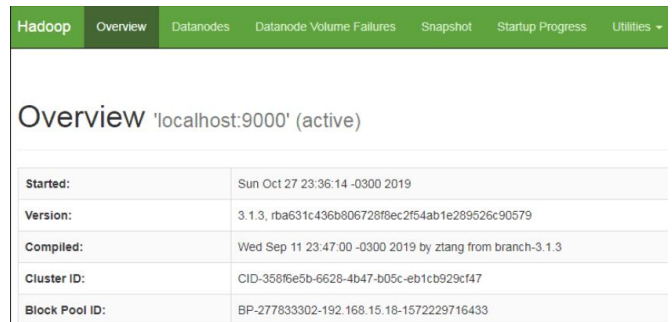 Hadoop Overview Datanodes Datanode Volume Failures Snapshot Startup Progress Utilities
Overview 'localhost:9000' (active)
Started: Sun Oct 27 23:36:14 -0300 2019
Version: 3.1.3, rba631c436b806728f8ec2f54ab1e289526c90579
Compiled: Wed Sep 11 23:47:00 -0300 2019 by ztang from branch-3.1.3
Cluster ID: CID-358f6e5b-6628-4b47-b05c-eb1cb929cf47
Block Pool ID: BP-277833302-192.168.15.18-1572229716433